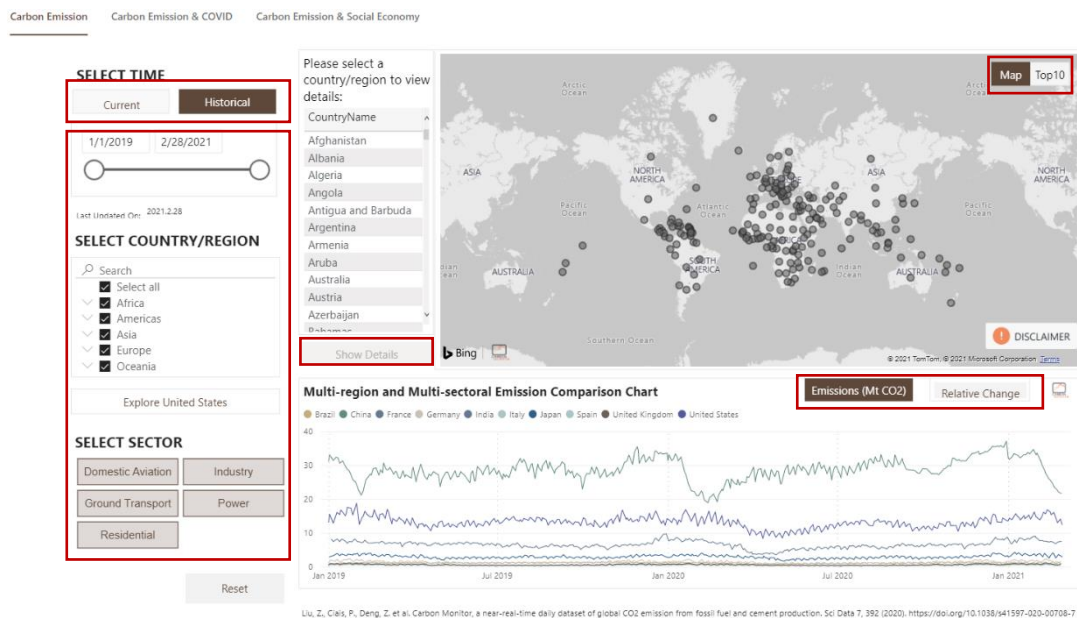 Carbon Emission Carbon Emission & COVID Carbon Emission & Social Economy
SELECT TIME
Current Historical
1/1/2019 2/28/2021
Last Updated On: 2021.2.28
SELECT COUNTRY/REGION
Search
Select all
Africa
Americas
Asia
Europe
Oceania
Explore United States
SELECT SECTOR
Domestic Aviation Industry
Ground Transport Power
Residential
Reset
Please select a
country/region to view
details:
CountryName
Afghanistan
Albania
Algeria
Angola
Antigua and Barbuda
Argentina
Armenia
Aruba
Australia
Austria
Azerbaijan
Bahamas
Show Details
Map Top10
Arctic
Ocean
ASIA
NORTH
AMERICA
ASIA
NORTH
AMERICA
Pacific
Ocean
Atlantic
Ocean
Pacific
Ocean
AUSTRALIA
SOUTH
AMERICA
Indian
Ocean
AUSTRALIA
Southern Ocean
DISCLAIMER
Bing
© 2021 TomTom, © 2021 Microsoft Corporation Terms
Multi-region and Multi-sectoral Emission Comparison Chart
Emissions (Mt CO2) Relative Change
Brazil China France Germany India Italy Japan Spain United Kingdom United States
40
30
20
10
0
Jan 2019 Jul 2019 Jan 2020 Jul 2020 Jan 2021
Liu, Z., Ciais, P., Deng, Z. et al. Carbon Monitor, a near-real-time daily dataset of global CO2 emission from fossil fuel and cement production. Sci Data 7, 392 (2020). https://doi.org/10.1038/s41597-020-00708-7